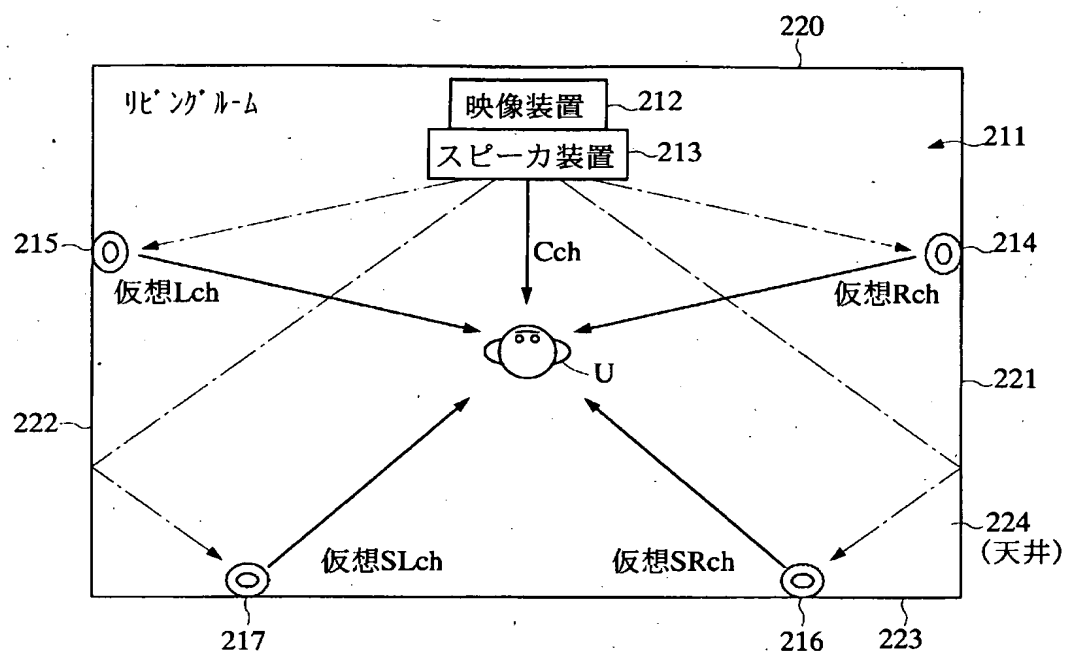 220
リビングルーム
映像装置
212
スピーカ装置
213
211
215
214
Cch
仮想Lch
仮想Rch
U
221
222
224
(天井)
仮想SLch
仮想SRch
217
216
223